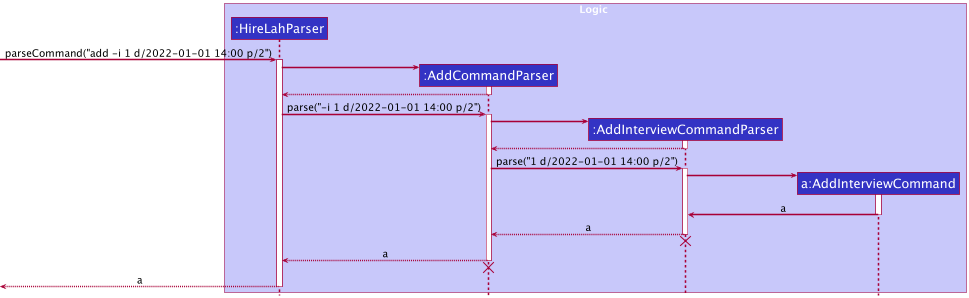 Logic
:HireLahParser
parseCommand("add -i 1 d/2022-01-01 14:00 p/2")
:AddCommandParser
parse("-i 1 d/2022-01-01 14:00 p/2")
:AddInterviewCommandParser
parse("1 d/2022-01-01 14:00 p/2")
a:AddInterviewCommand
a
a
a
a